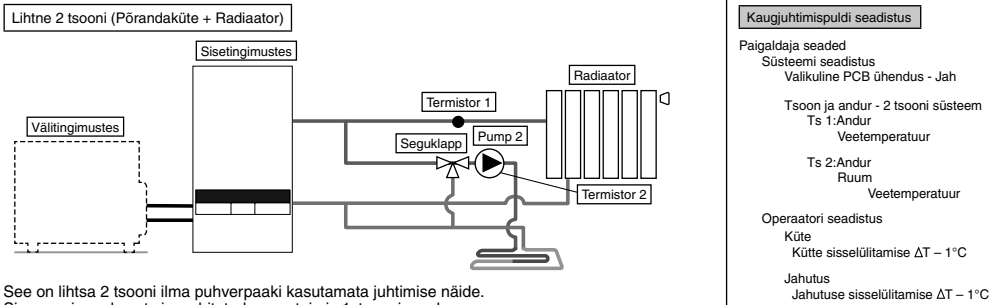 Lihtne 2 tsooni (Põrandaküte + Radiaator)
Sisetingimustes
Välitingimustes
Termistor 1
Radiaator
Seguklapp
Pump 2
Termistor 2
See on lihtsa 2 tsooni ilma puhverpaaki kasutamata juhtimise näide.
Kaugjuhtimispuldi seadistus
Paigaldaja seaded
Süsteemi seadistus
Valikuline PCB ühendus - Jah
Tsoon ja andur - 2 tsooni süsteem
Ts 1:Andur
Veetemperatuur
Ts 2:Andur
Ruum
Veetemperatuur
Operaatori seadistus
Küte
Kütte sisselülitamise ΔT – 1°C
Jahutus
Jahutuse sisselülitamise ΔT – 1°C